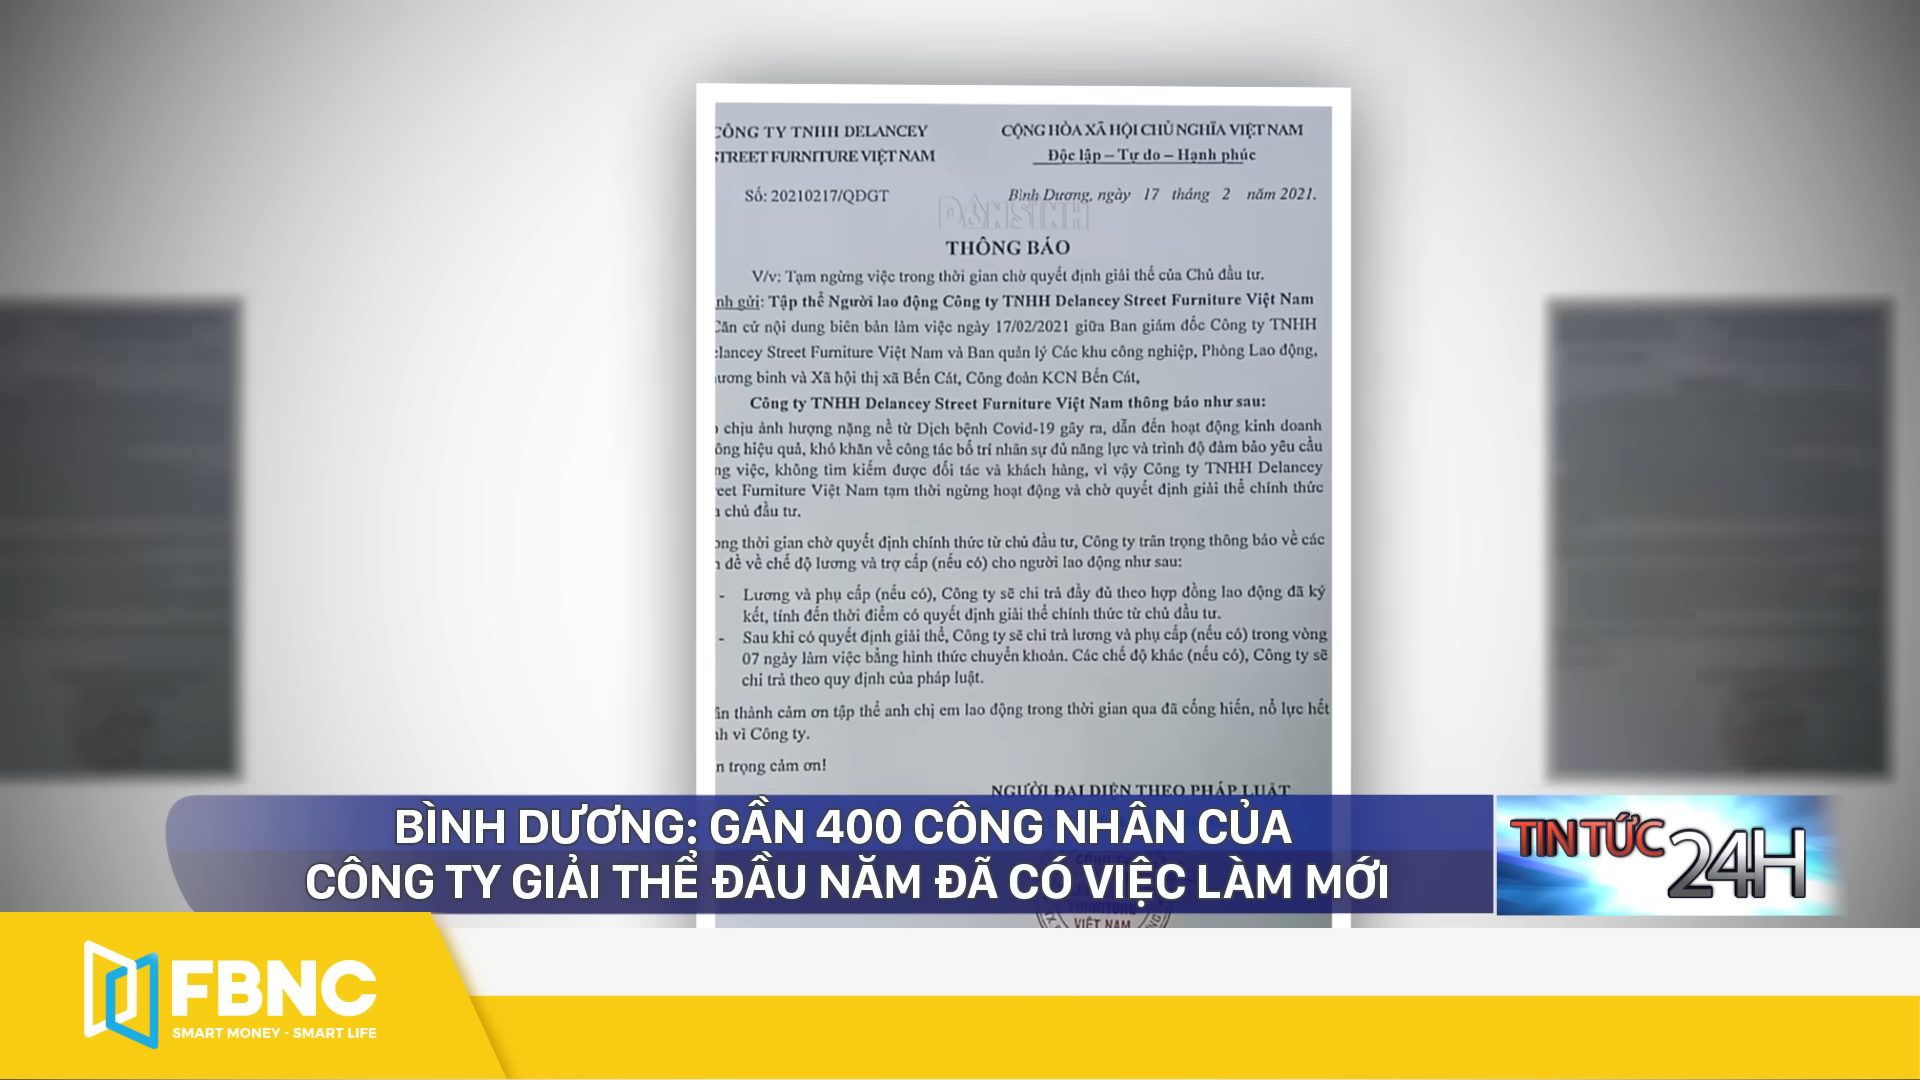 CÔNG TY TNHH DELANCEY
STREET FURNITURE VIỆT NAM
CỘNG HÒA XÃ HỘI CHỦ NGHĨA VIỆT NAM
Độc lập – Tự do – Hạnh phúc
Số: 20210217/QĐGT
Bình Dương, ngày 17 tháng 2 năm 2021.
DÂN SINH
THÔNG BÁO
V/v: Tạm ngừng việc trong thời gian chờ quyết định giải thể của Chủ đầu tư.
nh gửi: Tập thể Người lao động Công ty TNHH Delancey Street Furniture Việt Nam
Căn cứ nội dung biên bản làm việc ngày 17/02/2021 giữa Ban giám đốc Công ty TNHH
elancey Street Furniture Việt Nam và Ban quản lý Các khu công nghiệp, Phòng Lao động,
ương binh và Xã hội thị xã Bến Cát, Công đoàn KCN Bến Cát,
Công ty TNHH Delancey Street Furniture Việt Nam thông báo như sau:
chịu ảnh hượng nặng nề từ Dịch bệnh Covid-19 gây ra, dẫn đến hoạt động kinh doanh
ông hiệu quả, khó khăn về công tác bố trí nhân sự đủ năng lực và trình độ đảm bảo yêu cầu
ng việc, không tìm kiếm được đối tác và khách hàng, vì vậy Công ty TNHH Delancey
eet Furniture Việt Nam tạm thời ngừng hoạt động và chờ quyết định giải thể chính thức
a chủ đầu tư.
ong thời gian chờ quyết định chính thức từ chủ đầu tư, Công ty trân trọng thông báo về các
n đề về chế độ lương và trợ cấp (nếu có) cho người lao động như sau:
- Lương và phụ cấp (nếu có), Công ty sẽ chi trả đầy đủ theo hợp đồng lao động đã ký
kết, tính đến thời điểm có quyết định giải thể chính thức từ chủ đầu tư.
- Sau khi có quyết định giải thể, Công ty sẽ chi trả lương và phụ cấp (nếu có) trong vòng
07 ngày làm việc bằng hình thức chuyển khoản. Các chế độ khác (nếu có), Công ty sẽ
chi trả theo quy định của pháp luật.
ân thành cảm ơn tập thể anh chị em lao động trong thời gian qua đã cống hiến, nổ lực hết
nh vì Công ty.
n trọng cảm ơn!
NGƯỜI ĐẠI DIỆN THEO PHÁP LUẬT
BÌNH DƯƠNG: GẦN 400 CÔNG NHÂN CỦA
CÔNG TY GIẢI THỂ ĐẦU NĂM ĐÃ CÓ VIỆC LÀM MỚI
TIN TỨC
24H
VIỆT NAM
FBNC
SMART MONEY - SMART LIFE